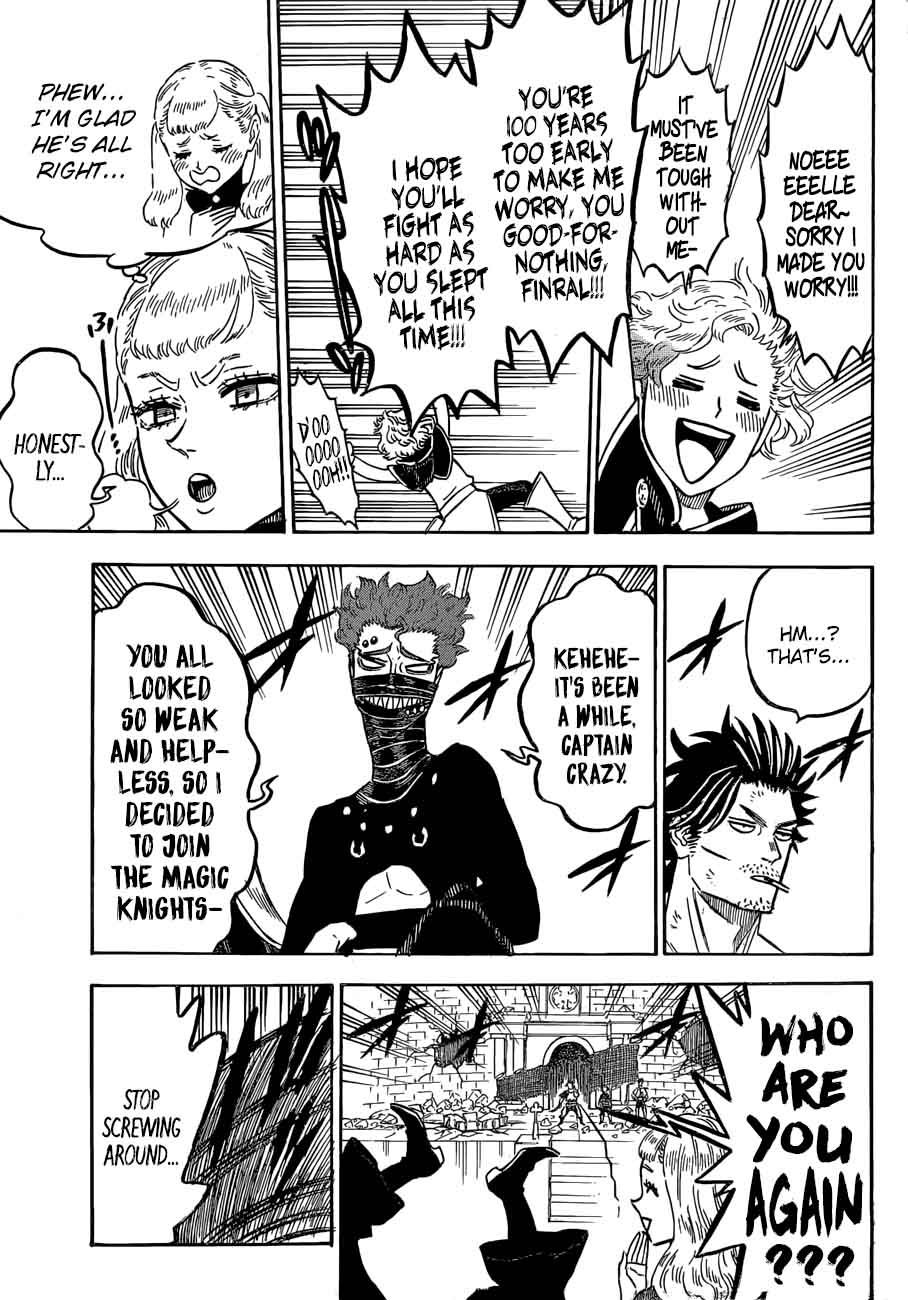 NOEEE
EEELLE
DEAR~
SORRY I
MADE YOU
WORRY!!!
IT
MUST'VE
BEEN
TOUGH
WITH-
OUT
ME-
YOU'RE
100 YEARS
TOO EARLY
TO MAKE ME
WORRY, YOU
GOOD-FOR-
NOTHING,
FINRAL!!!
I HOPE
YOU'LL
FIGHT AS
HARD AS
YOU SLEPT
ALL THIS
TIME!!!
D'OO
OOOO
OOH!!
PHEW...
I'M GLAD
HE'S ALL
RIGHT...
HONEST-
LY...
HM...?
THAT'S...
KEHEHE-
IT'S BEEN
A WHILE,
CAPTAIN
CRAZY.
YOU ALL
LOOKED
SO WEAK
AND HELP-
LESS, SO I
DECIDED
TO JOIN
THE MAGIC
KNIGHTS-
WHO
ARE
YOU
AGAIN
???
STOP
SCREWING
AROUND...